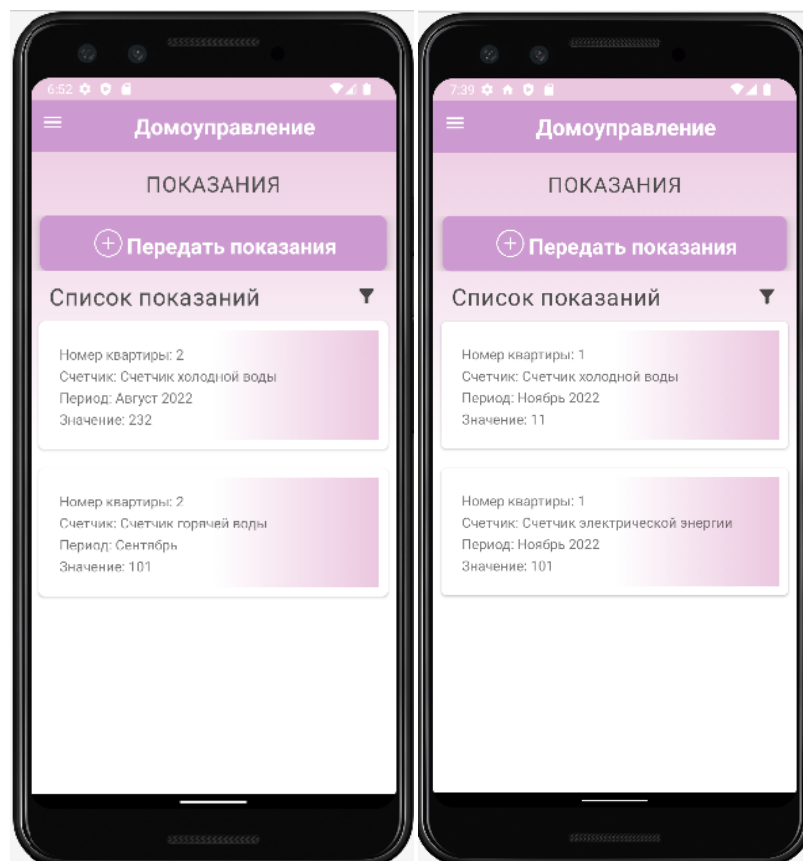 6:52
Домоуправление
ПОКАЗАНИЯ
Передать показания
Список показаний
Номер квартиры: 2
Счетчик: Счетчик холодной воды
Период: Август 2022
Значение: 232
Номер квартиры: 2
Счетчик: Счетчик горячей воды
Период: Сентябрь
Значение: 101
7:39
Домоуправление
ПОКАЗАНИЯ
Передать показания
Список показаний
Номер квартиры: 1
Счетчик: Счетчик холодной воды
Период: Ноябрь 2022
Значение: 11
Номер квартиры: 1
Счетчик: Счетчик электрической энергии
Период: Ноябрь 2022
Значение: 101